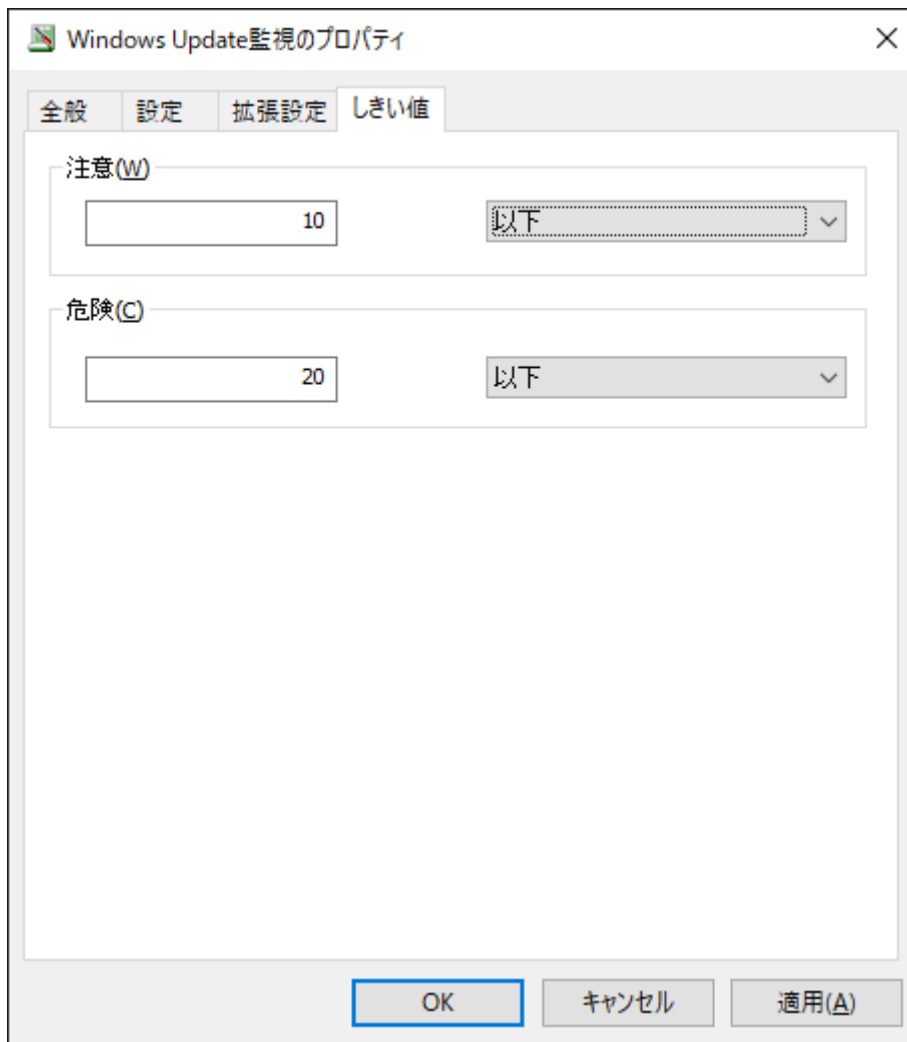 Windows Update監視のプロパティ
全般 設定 拡張設定 しきい値
注意(W)
10 以下
危険(C)
20 以下
OK キャンセル 適用(A)